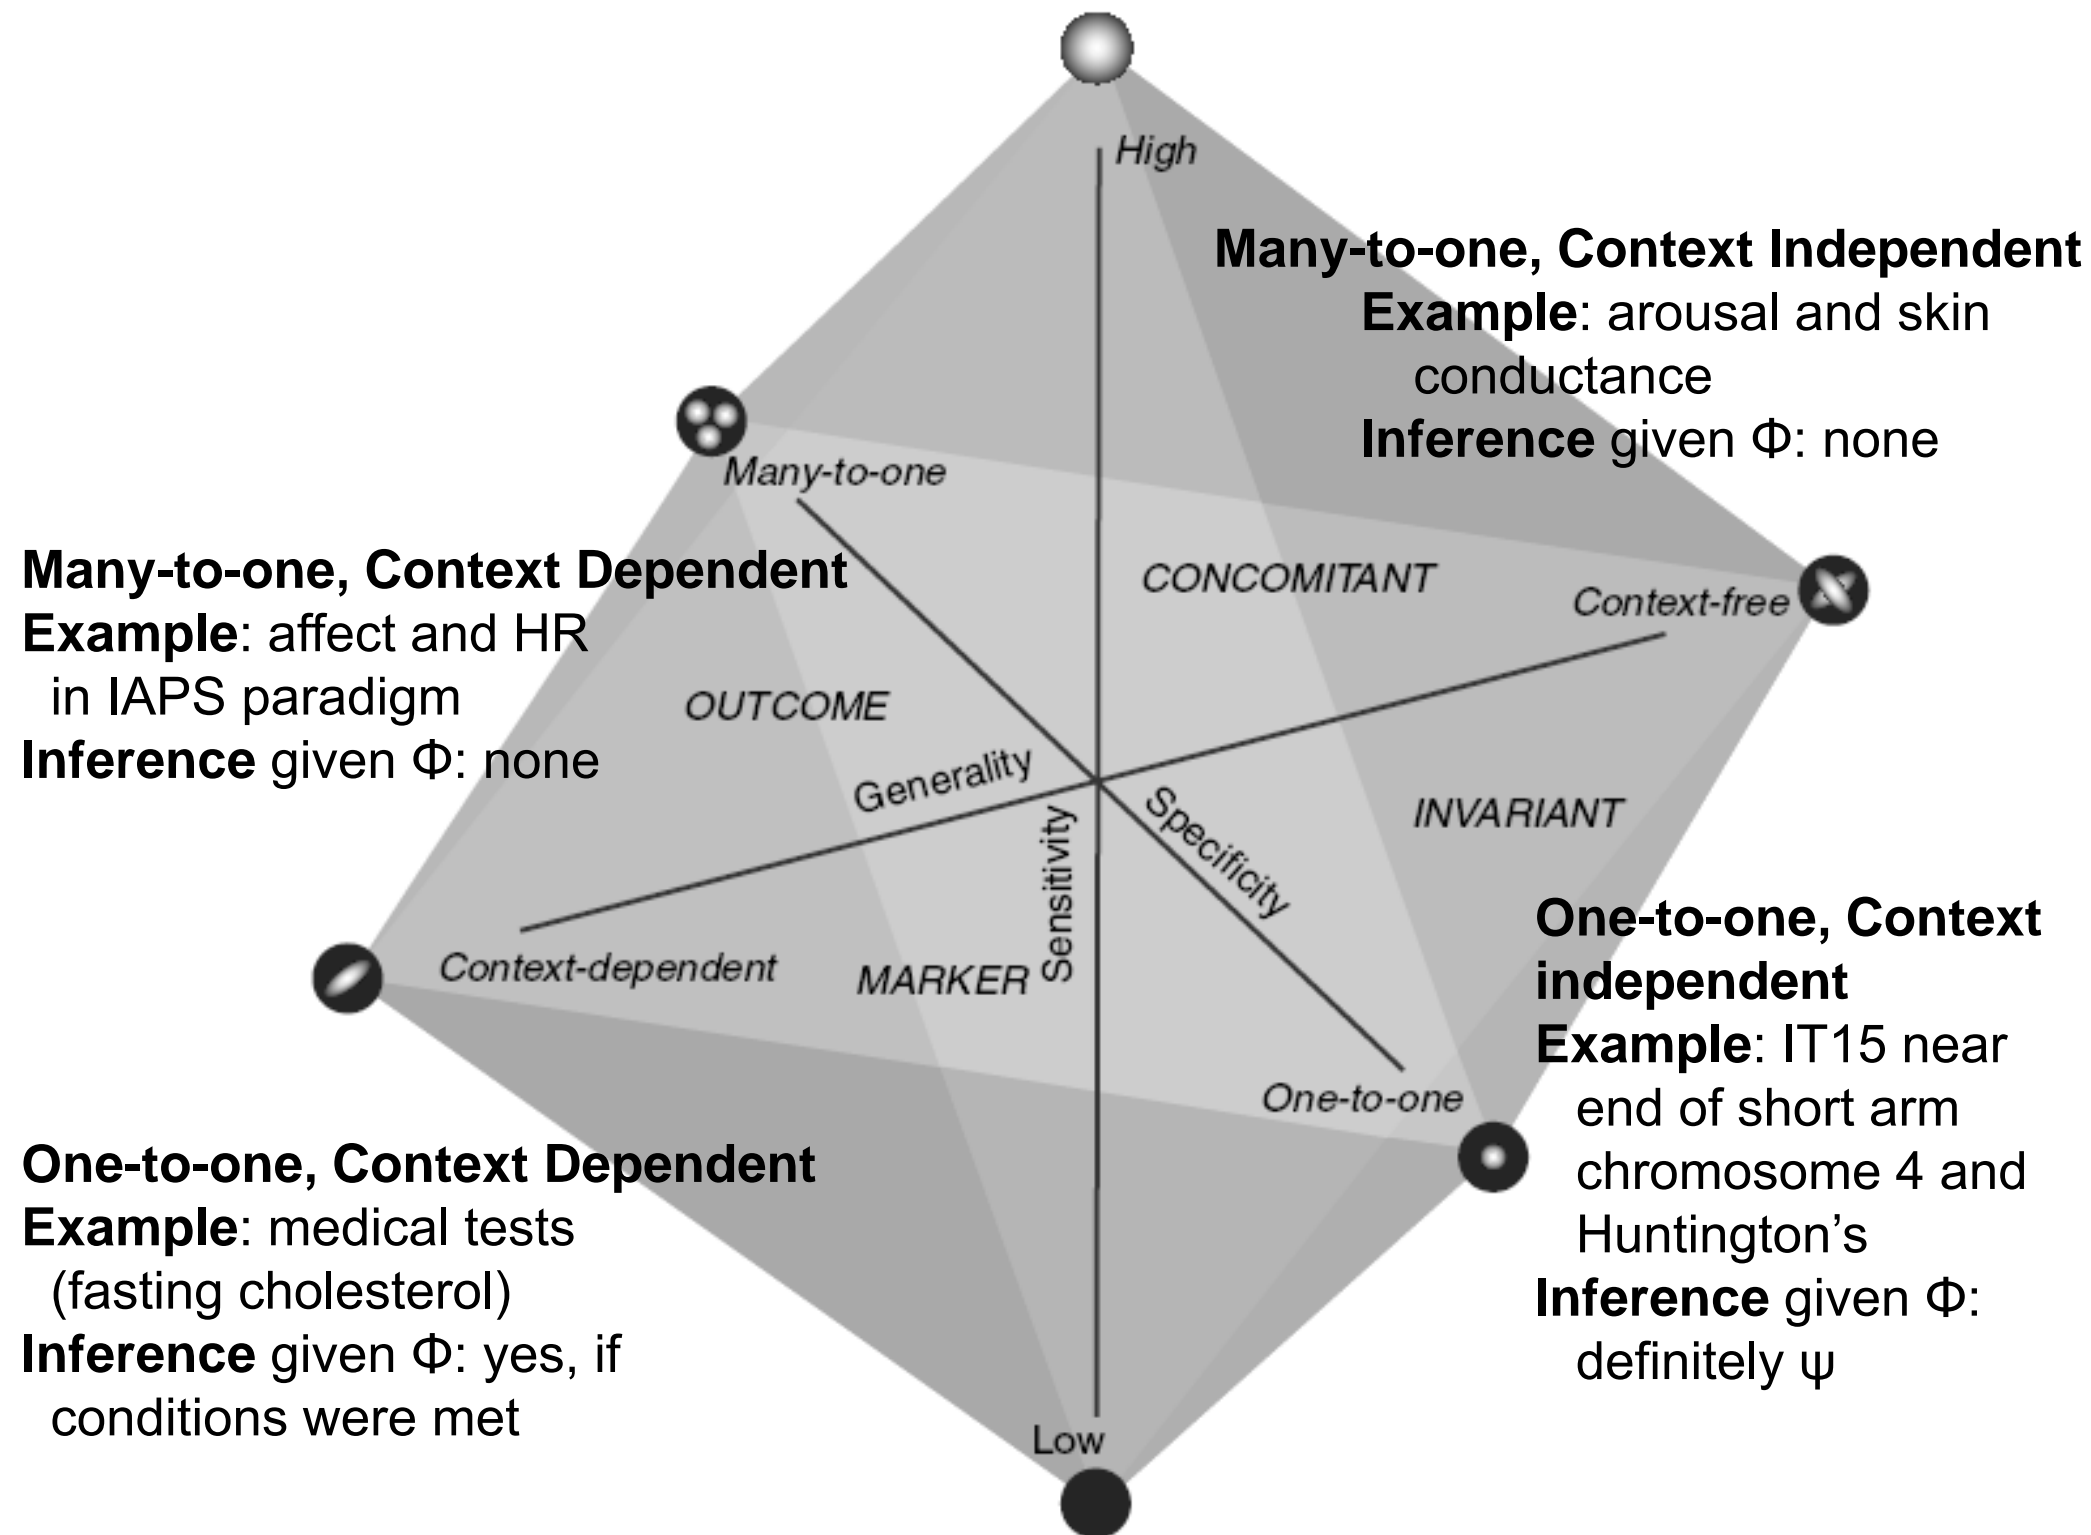 High
Many-to-one, Context Independent
Example: arousal and skin
conductance
Inference given Φ: none
Many-to-one
Many-to-one, Context Dependent
Example: affect and HR
in IAPS paradigm
Inference given Φ: none
CONCOMITANT
Context-free
OUTCOME
Generality
Specificity
Sensitivity
INVARIANT
Context-dependent
MARKER
One-to-one, Context
independent
Example: IT15 near
end of short arm
chromosome 4 and
Huntington’s
Inference given Φ:
definitely ψ
One-to-one
One-to-one, Context Dependent
Example: medical tests
(fasting cholesterol)
Inference given Φ: yes, if
conditions were met
Low